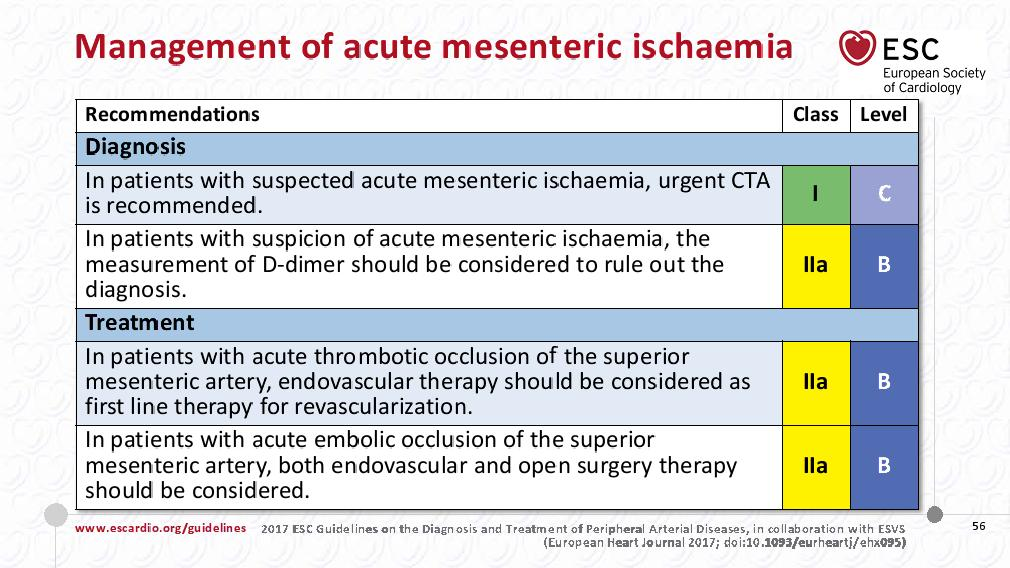 Management of acute mesenteric ischaemia
ESC
European Society
of Cardiology
Recommendations Class Level
Diagnosis
In patients with suspected acute mesenteric ischaemia, urgent CTA
is recommended.
I C
In patients with suspicion of acute mesenteric ischaemia, the
measurement of D-dimer should be considered to rule out the
diagnosis.
IIa B
Treatment
In patients with acute thrombotic occlusion of the superior
mesenteric artery, endovascular therapy should be considered as
first line therapy for revascularization.
IIa B
In patients with acute embolic occlusion of the superior
mesenteric artery, both endovascular and open surgery therapy
should be considered.
IIa B
www.escardio.org/guidelines
2017 ESC Guidelines on the Diagnosis and Treatment of Peripheral Arterial Diseases, in collaboration with ESVS
(European Heart Journal 2017; doi:10.1093/eurheartj/ehx095)
56